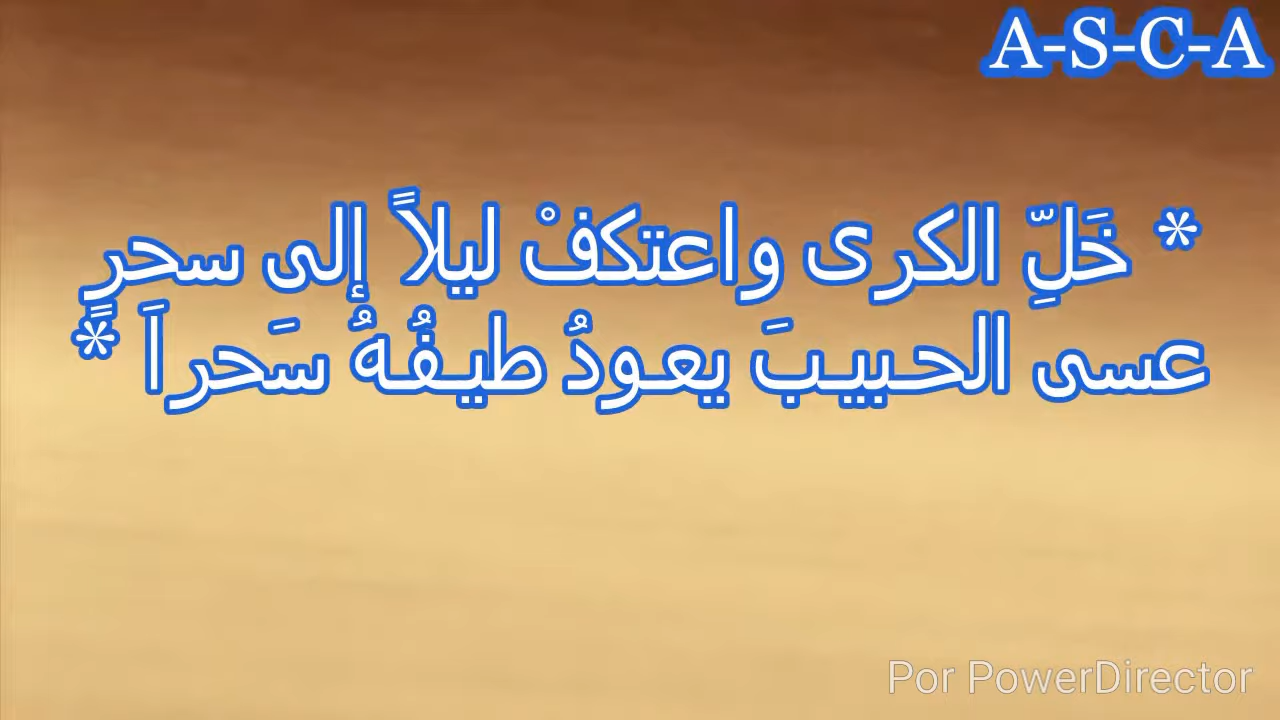 A-S-C-A
* خَلِّ الكرى واعتكفْ ليلاً إلى سحرٍ
عسى الحبيبَ يعودُ طيفُهُ سَحراَ *
Por PowerDirector